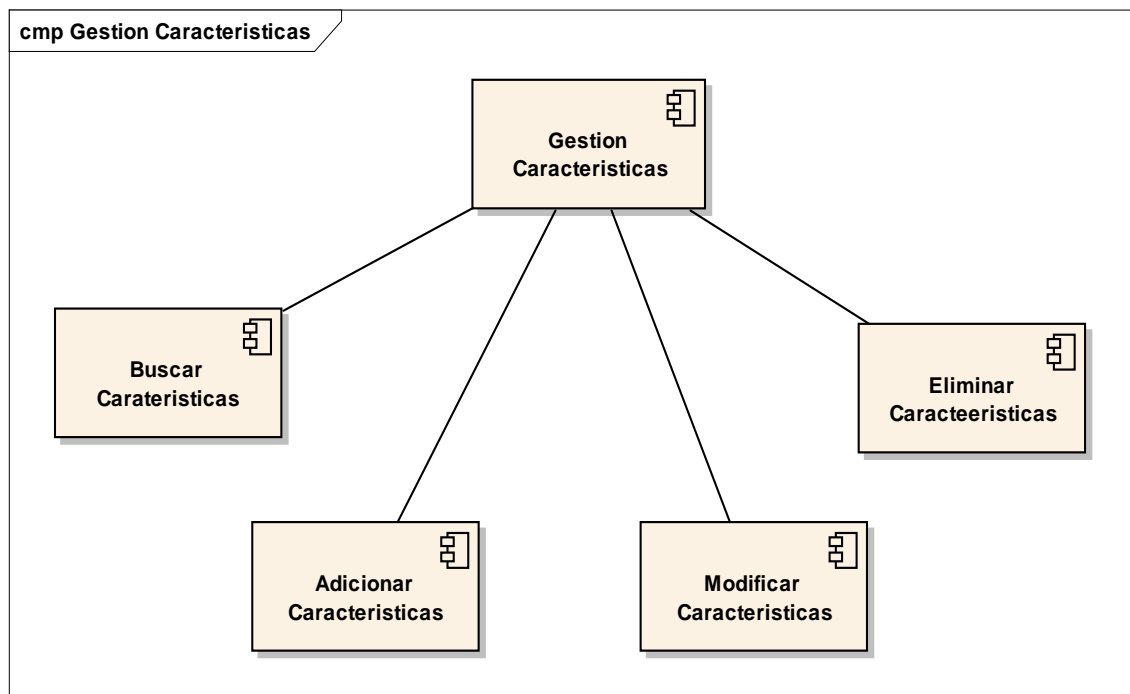 cmp Gestion Caracteristicas
Gestion
Caracteristicas
Buscar
Carateristicas
Eliminar
Caracteeristicas
Adicionar
Caracteristicas
Modificar
Caracteristicas